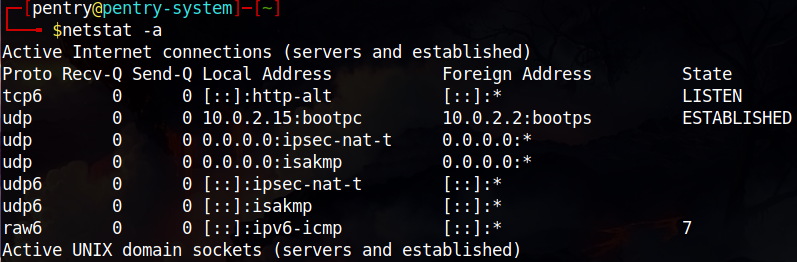 ┌─[pentry@pentry-system]─[~]
└──╼ $netstat -a
Active Internet connections (servers and established)
Proto Recv-Q Send-Q Local Address           Foreign Address         State
tcp6       0      0 [::]:http-alt           [::]:*                  LISTEN
udp        0      0 10.0.2.15:bootpc        10.0.2.2:bootps         ESTABLISHED
udp        0      0 0.0.0.0:ipsec-nat-t     0.0.0.0:*
udp        0      0 0.0.0.0:isakmp          0.0.0.0:*
udp6       0      0 [::]:ipsec-nat-t        [::]:*
udp6       0      0 [::]:isakmp             [::]:*
raw6       0      0 [::]:ipv6-icmp          [::]:*                  7
Active UNIX domain sockets (servers and established)